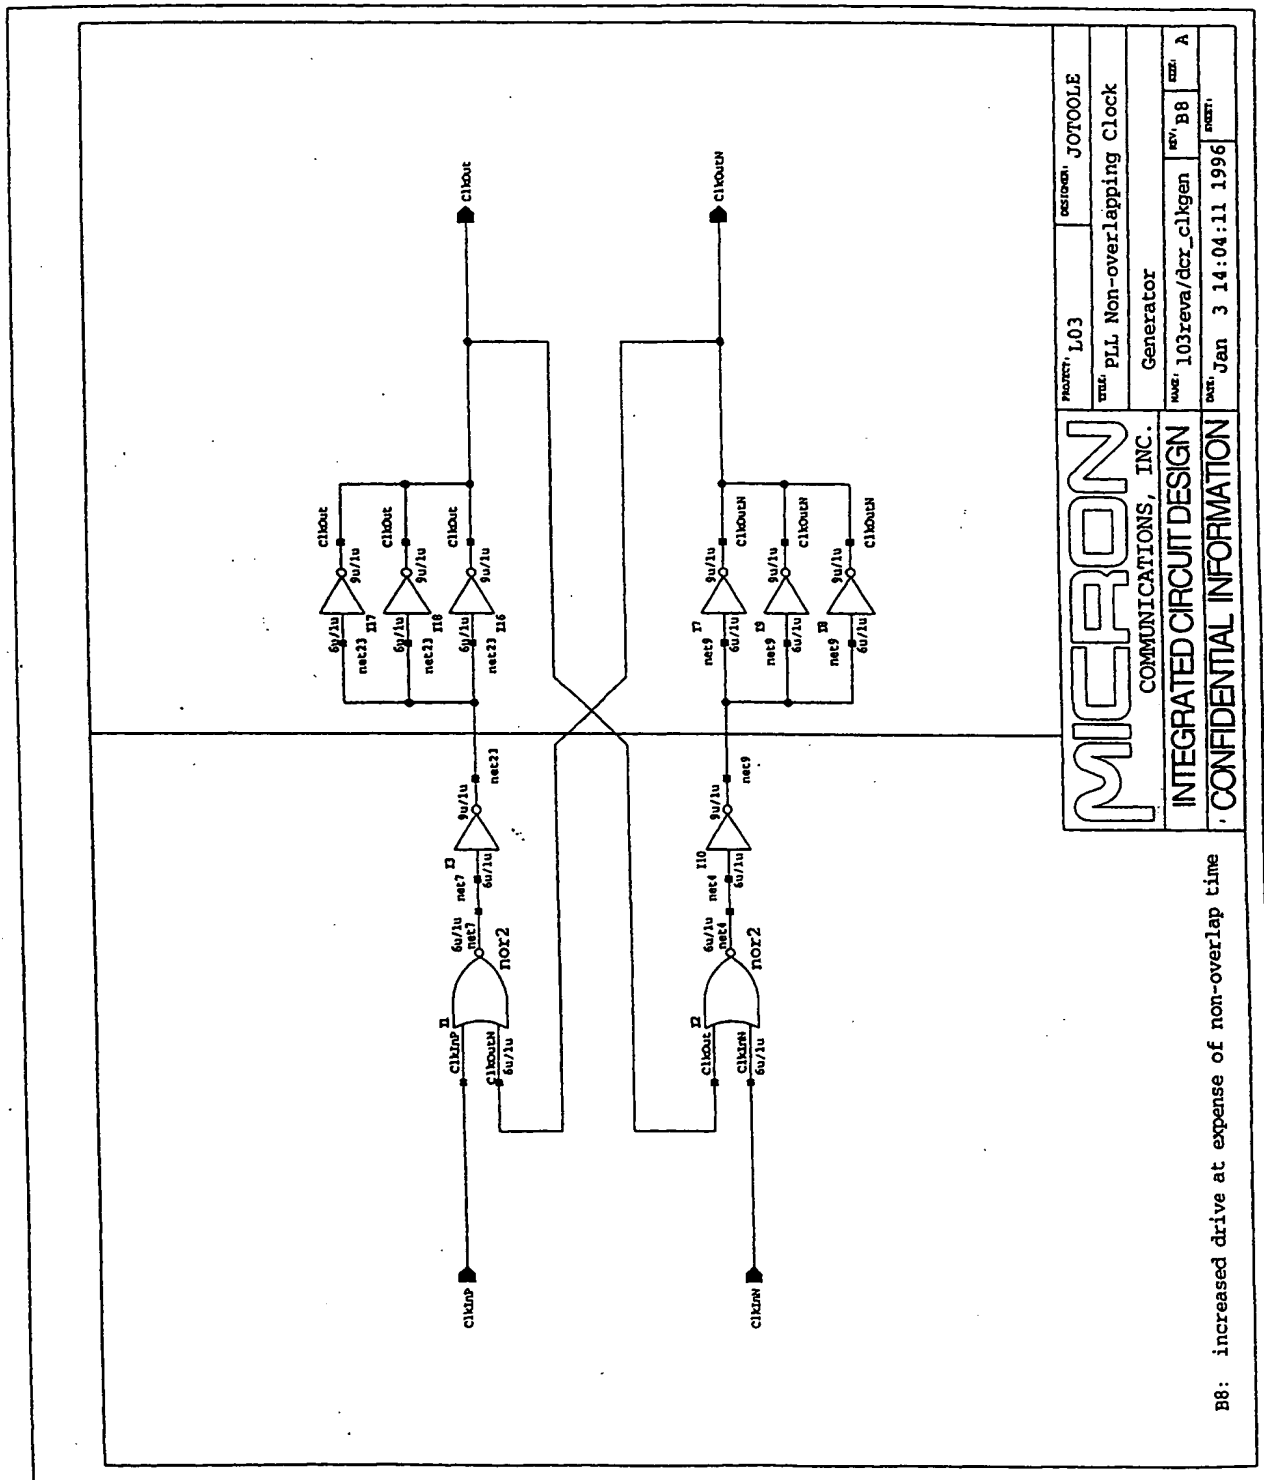 ClkInP
ClkInP
ClkOutN
6u/1u
I1
nor2
6u/1u
net7
net7
I3
6u/1u
9u/1u
net23
6u/1u
net23
I17
9u/1u
ClkOut
6u/1u
net23
I18
9u/1u
ClkOut
6u/1u
net23
I16
9u/1u
ClkOut
ClkOut
ClkInN
ClkOut
ClkInN
6u/1u
I2
nor2
6u/1u
net4
net4
I10
6u/1u
9u/1u
net9
I7
net9
6u/1u
9u/1u
ClkOutN
I9
net9
6u/1u
9u/1u
ClkOutN
I8
net9
6u/1u
9u/1u
ClkOutN
ClkOutN
MICRON
COMMUNICATIONS, INC.
INTEGRATED CIRCUIT DESIGN
CONFIDENTIAL INFORMATION
PROJECT: L03
DESIGNER: JOTOOLE
TITLE: PLL Non-overlapping Clock
Generator
NAME: l03reva/dcr_clkgen
REV: B8
SIZE: A
DATE: Jan 3 14:04:11 1996
SHEET:
B8: increased drive at expense of non-overlap time